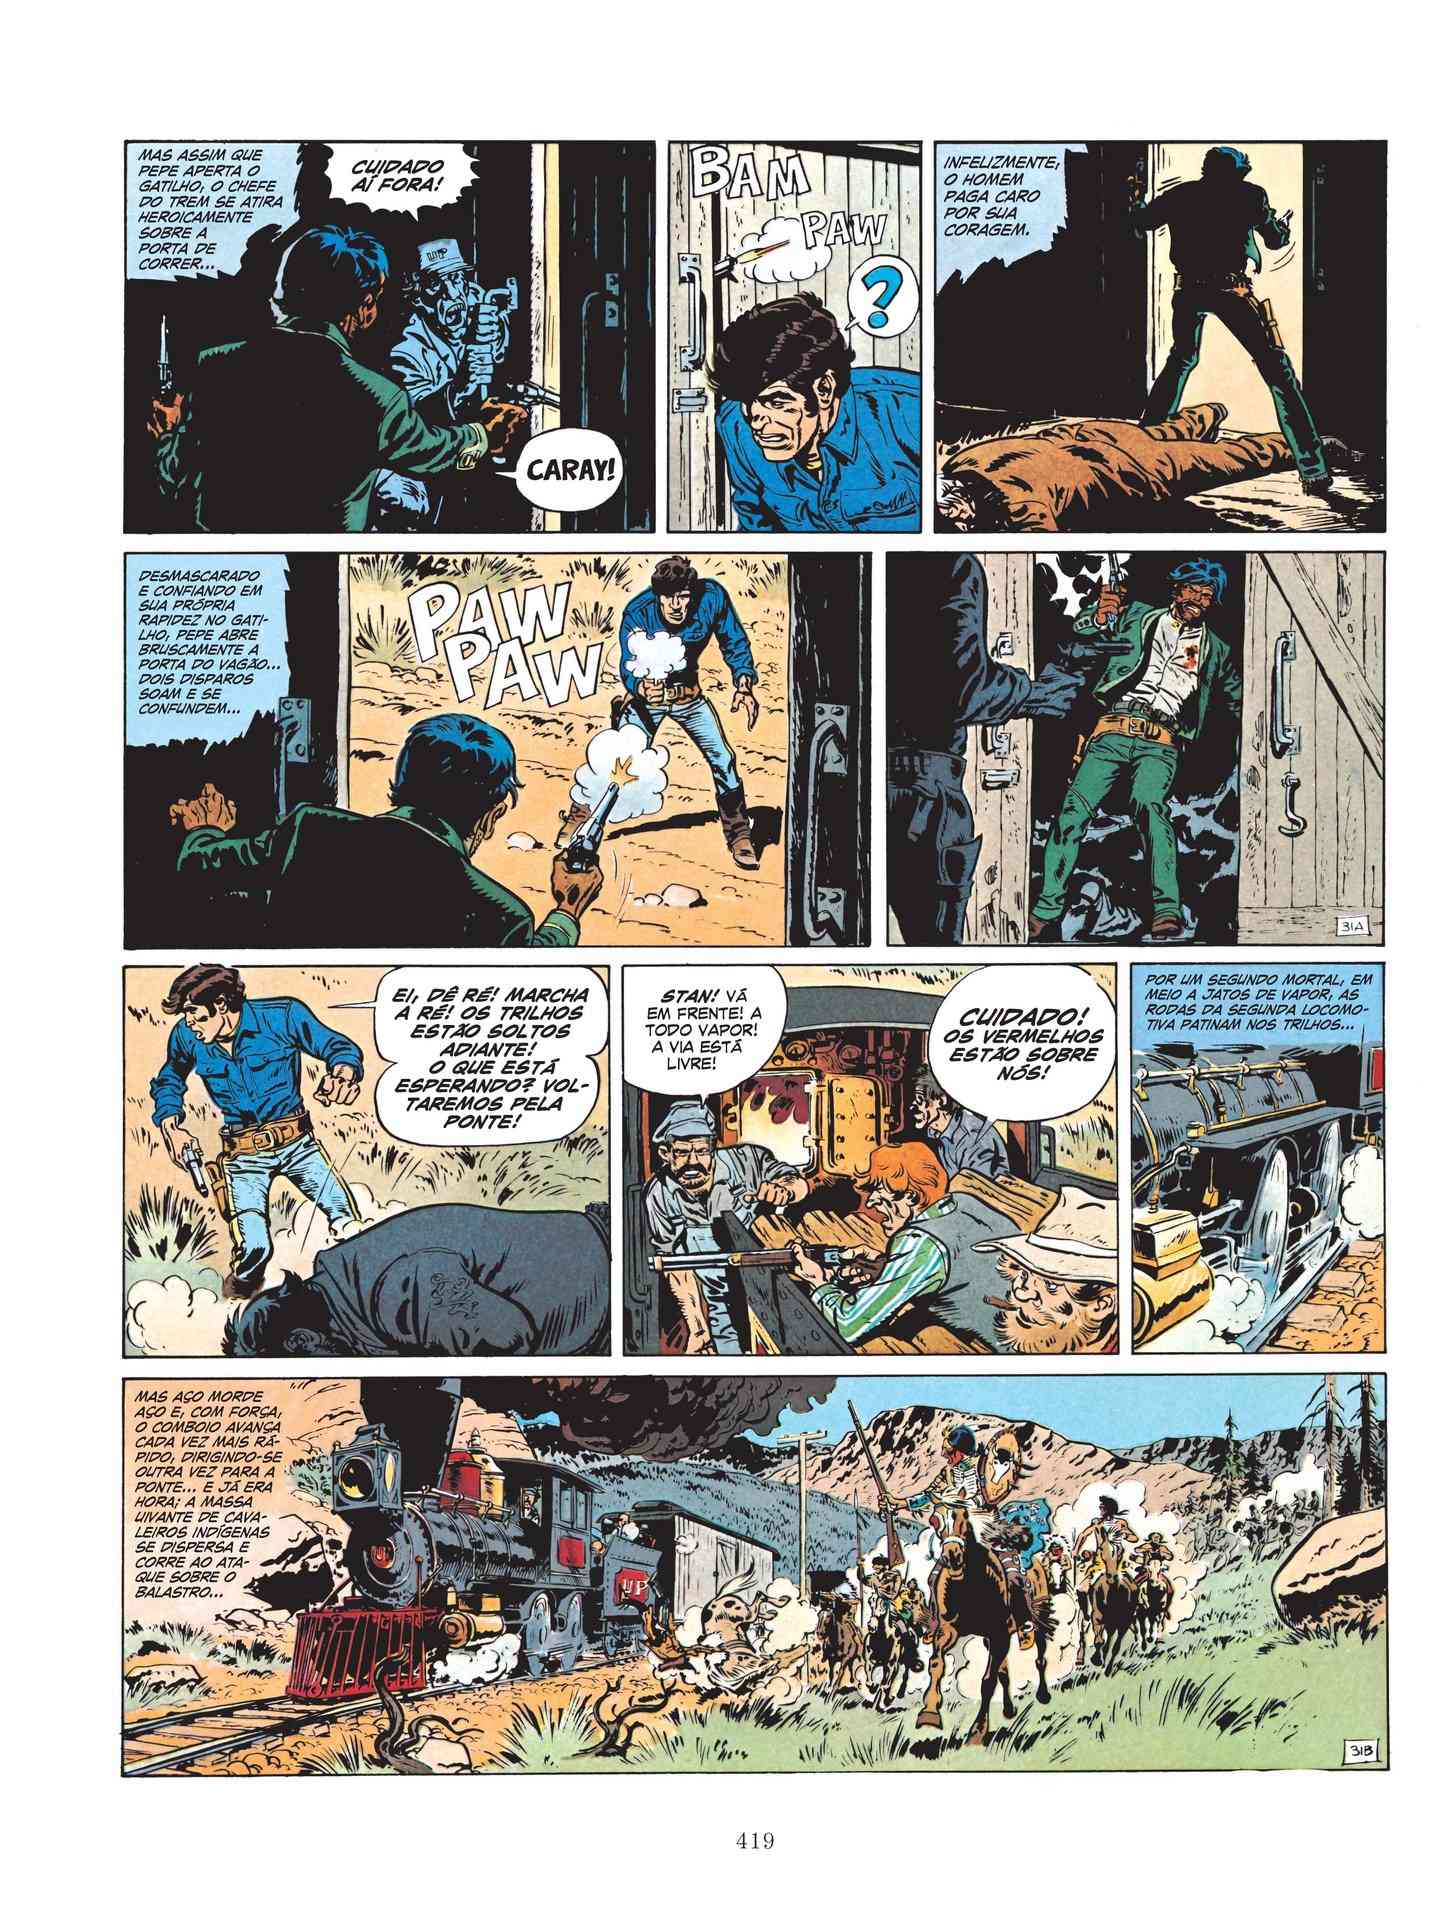 MAS ASSIM QUE
PEPE APERTA O
GATILHO, O CHEFE
DO TREM SE ATIRA
HEROICAMENTE
SOBRE A
PORTA DE
CORRER...
CUIDADO
AÍ FORA!
UP
CARAY!
BAM
PAW
?
INFELIZMENTE,
O HOMEM
PAGA CARO
POR SUA
CORAGEM.
DESMASCARADO
E CONFIANDO EM
SUA PRÓPRIA
RAPIDEZ NO GATI-
LHO, PEPE ABRE
BRUSCAMENTE A
PORTA DO VAGÃO...
DOIS DISPAROS
SOAM E SE
CONFUNDEM...
PAW
PAW
31A
EI, DÊ RÉ! MARCHA
A RÉ! OS TRILHOS
ESTÃO SOLTOS
ADIANTE!
O QUE ESTÁ
ESPERANDO? VOL-
TAREMOS PELA
PONTE!
STAN! VÁ
EM FRENTE! A
TODO VAPOR!
A VIA ESTÁ
LIVRE!
CUIDADO!
OS VERMELHOS
ESTÃO SOBRE
NÓS!
POR UM SEGUNDO MORTAL, EM
MEIO A JATOS DE VAPOR, AS
RODAS DA SEGUNDA LOCOMO-
TIVA PATINAM NOS TRILHOS...
MAS AÇO MORDE
AÇO E, COM FORÇA,
O COMBOIO AVANÇA
CADA VEZ MAIS RÁ-
PIDO, DIRIGINDO-SE
OUTRA VEZ PARA A
PONTE... E JÁ ERA
HORA; A MASSA
UIVANTE DE CAVA-
LEIROS INDÍGENAS
SE DISPERSA E
CORRE AO ATA-
QUE SOBRE O
BALASTRO...
UP
31B
419